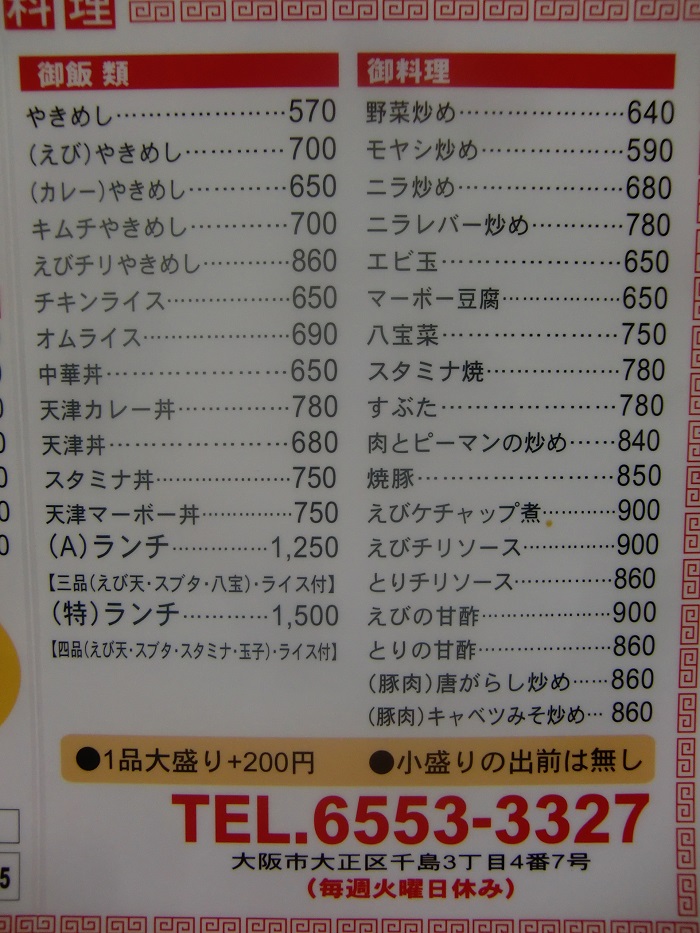 料理
御飯類
やきめし…………………570
(えび)やきめし…………700
(カレー)やきめし………650
キムチやきめし…………700
えびチリやきめし………860
チキンライス……………650
オムライス………………690
中華丼……………………650
天津カレー丼……………780
天津丼……………………680
スタミナ丼………………750
天津マーボー丼…………750
(A)ランチ…………1,250
【三品(えび天・スブタ・八宝)・ライス付】
(特)ランチ…………1,500
【四品(えび天・スブタ・スタミナ・玉子)・ライス付】
御料理
野菜炒め…………………640
モヤシ炒め………………590
ニラ炒め…………………680
ニラレバー炒め…………780
エビ玉……………………650
マーボー豆腐……………650
八宝菜……………………750
スタミナ焼………………780
すぶた……………………780
肉とピーマンの炒め……840
焼豚………………………850
えびケチャップ煮………900
えびチリソース…………900
とりチリソース…………860
えびの甘酢………………900
とりの甘酢………………860
(豚肉)唐がらし炒め……860
(豚肉)キャベツみそ炒め…860
●1品大盛り+200円 ●小盛りの出前は無し
TEL.6553-3327
大阪市大正区千島3丁目4番7号
(毎週火曜日休み)